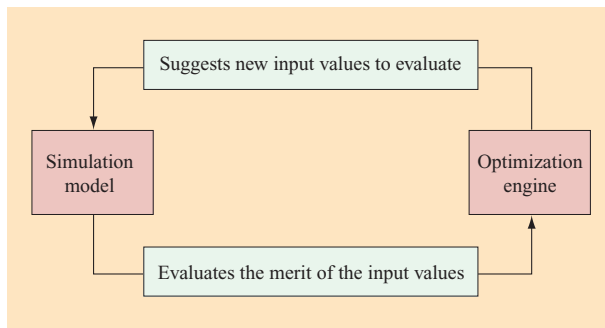 Suggests new input values to evaluate
Simulation
model
Optimization
engine
Evaluates the merit of the input values